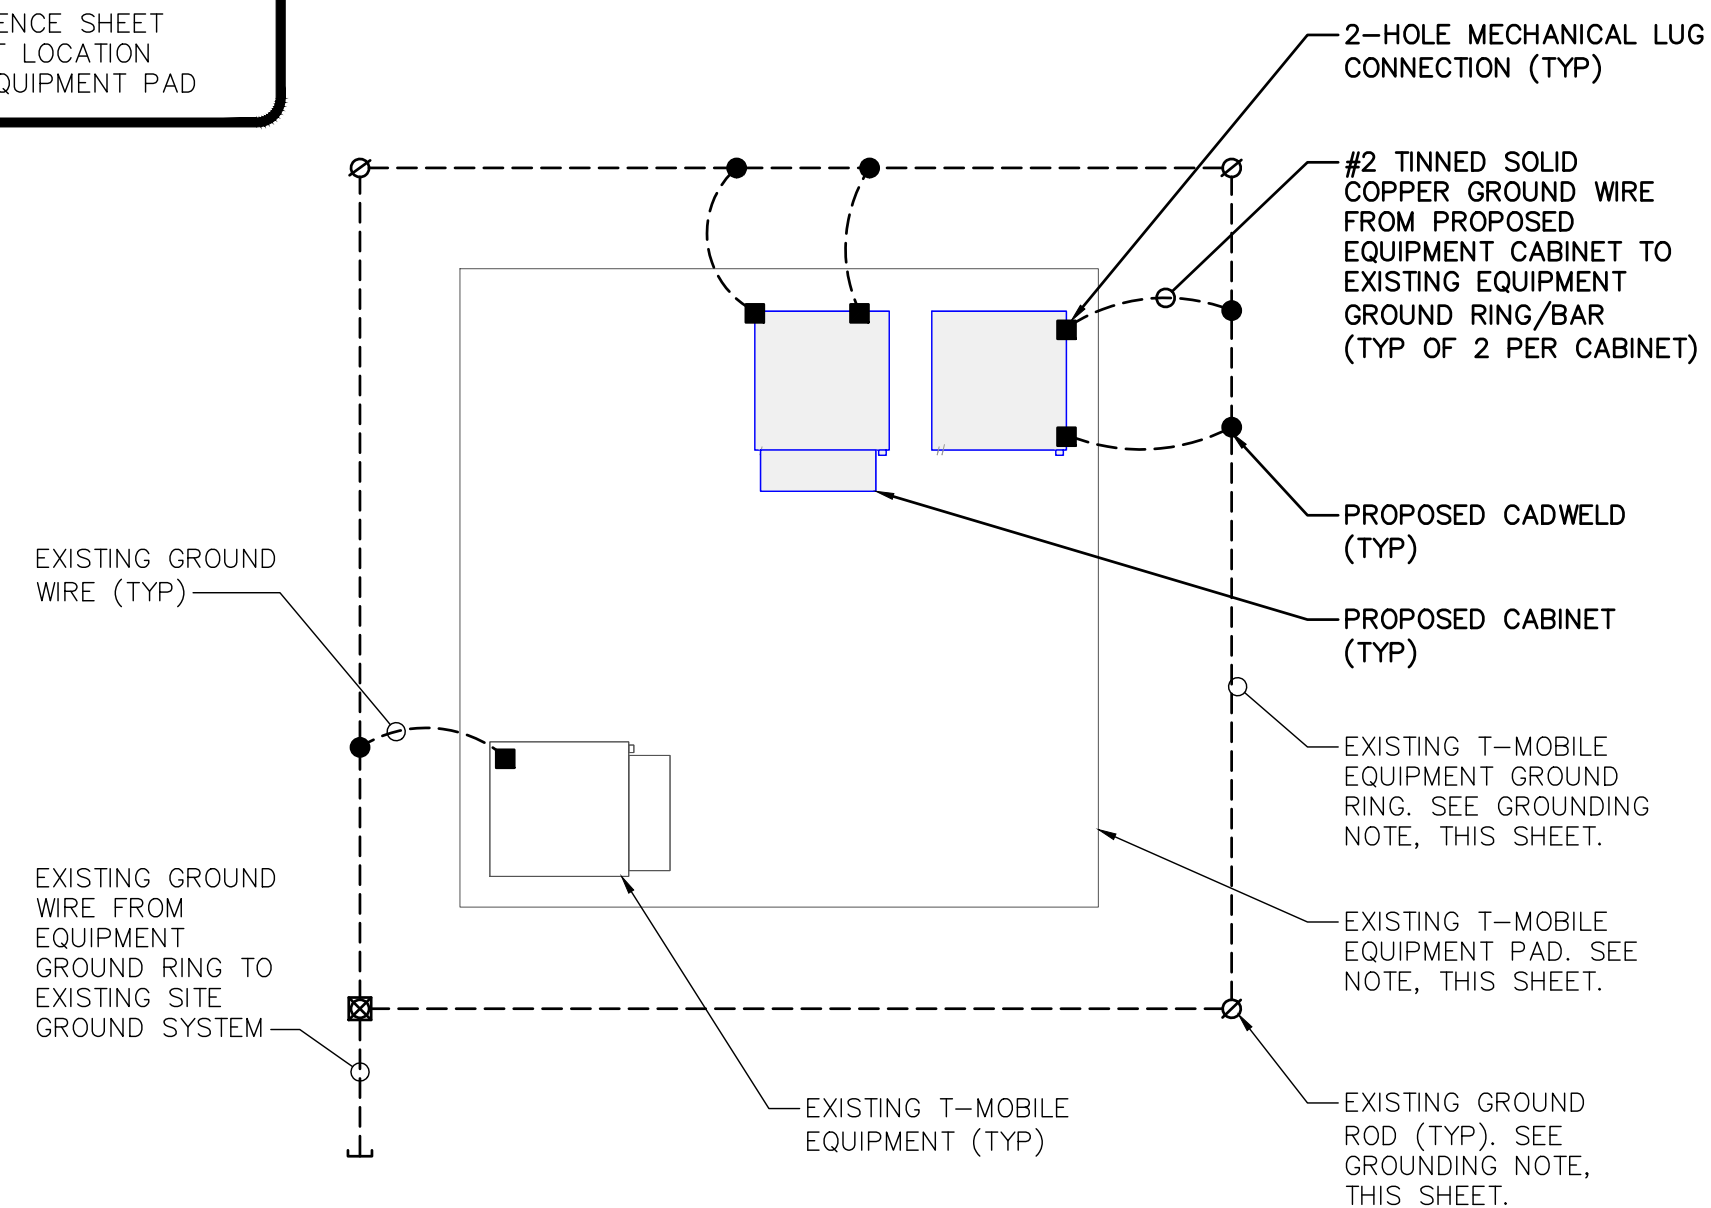 SHEET
LOCATION
PAD
2-HOLE MECHANICAL LUG
CONNECTION (TYP)
#2 TINNED SOLID
COPPER GROUND WIRE
FROM PROPOSED
EQUIPMENT CABINET TO
EXISTING EQUIPMENT
GROUND RING/BAR
(TYP OF 2 PER CABINET)
PROPOSED CADWELD
(TYP)
PROPOSED CABINET
(TYP)
EXISTING GROUND
WIRE (TYP)
EXISTING T-MOBILE
EQUIPMENT GROUND
RING. SEE GROUNDING
NOTE, THIS SHEET.
EXISTING GROUND
WIRE FROM
EQUIPMENT
GROUND RING TO
EXISTING SITE
GROUND SYSTEM
EXISTING T-MOBILE
EQUIPMENT PAD. SEE
NOTE, THIS SHEET.
EXISTING T-MOBILE
EQUIPMENT (TYP)
EXISTING GROUND
ROD (TYP). SEE
GROUNDING NOTE,
THIS SHEET.